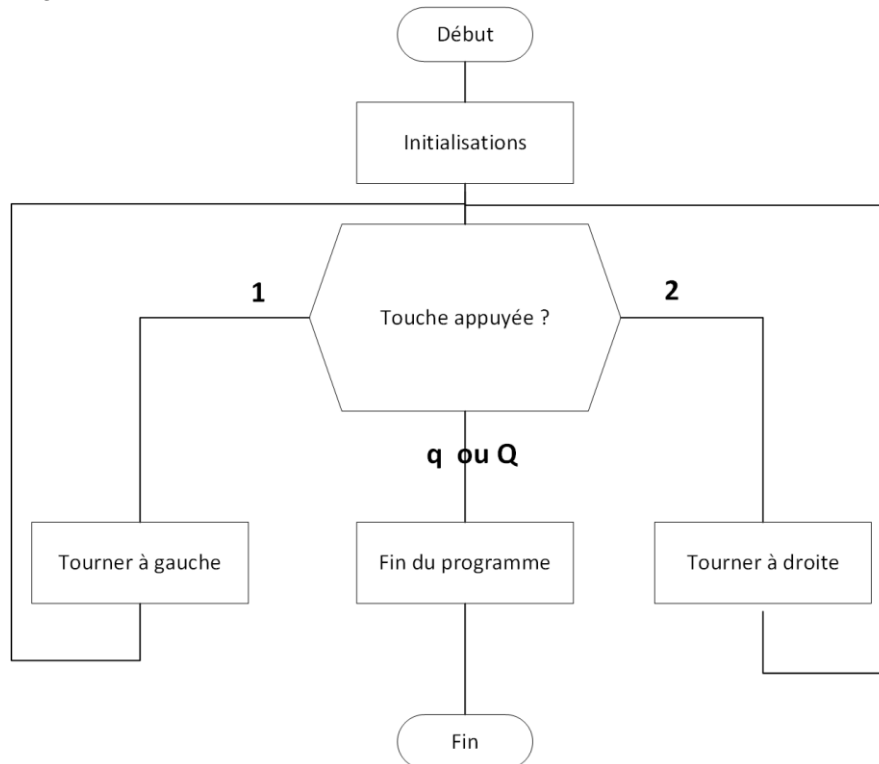 Début
Initialisations
1
2
Touche appuyée ?
q ou Q
Tourner à gauche
Fin du programme
Tourner à droite
Fin